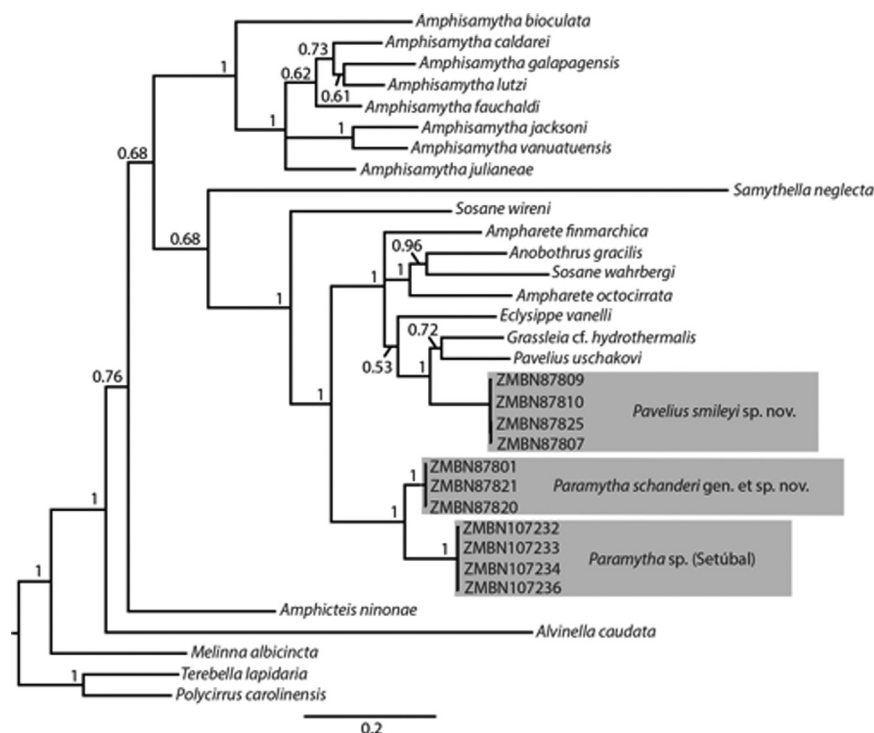 Amphisamytha bioculata
Amphisamytha caldarei
0.73
Amphisamytha galapagensis
1
0.62
Amphisamytha lutzi
0.61
Amphisamytha fauchaldi
1
1
Amphisamytha jacksoni
Amphisamytha vanuatuensis
0.68
Amphisamytha julianeae
Samythella neglecta
Sosane wireni
0.68
Ampharete finmarchica
0.96
Anobothrus gracilis
1
1
Sosane wahrbergi
1
Ampharete octocirrata
Eclysippe vanelli
0.72
Grassleia cf. hydrothermalis
0.53
1
Pavelius uschakovi
0.76
ZMBN87809
1
ZMBN87810
Pavelius smileyi sp. nov.
ZMBN87825
ZMBN87807
1
ZMBN87801
ZMBN87821
Paramytha schanderi gen. et sp. nov.
1
ZMBN87820
1
ZMBN107232
1
ZMBN107233
Paramytha sp. (Setúbal)
ZMBN107234
1
ZMBN107236
Amphicteis ninonae
Alvinella caudata
Melinna albicincta
1
Terebella lapidaria
Polycirrus carolinensis
0.2